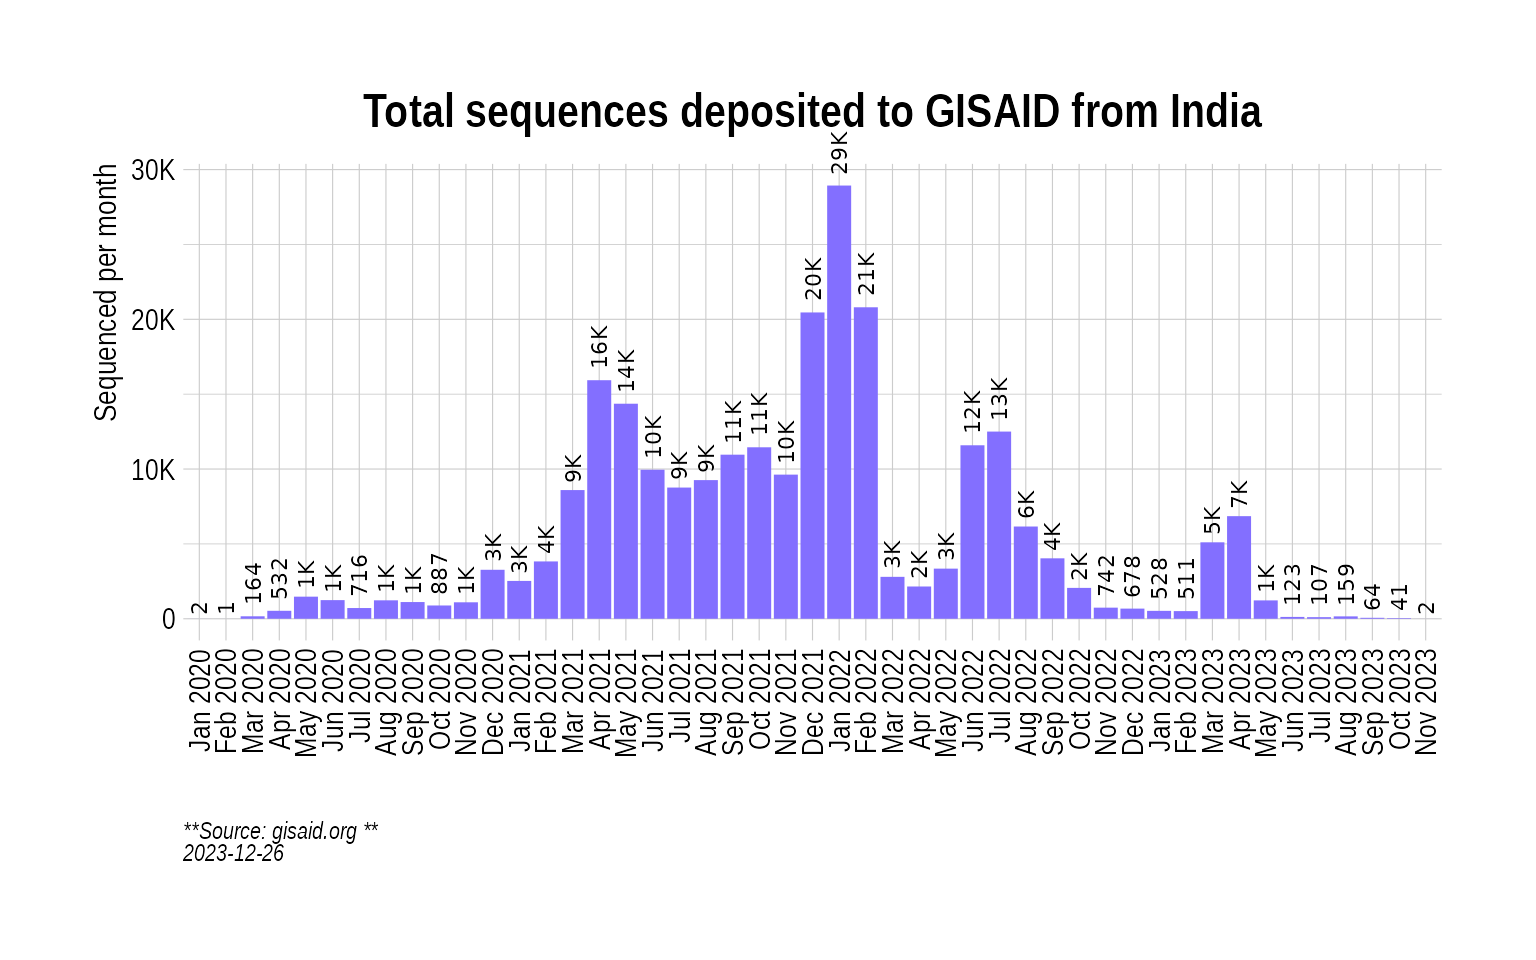 Total sequences deposited to GISAID from India
Sequenced per month
30K
20K
10K
0
2
1
164
532
1K
1K
716
1K
1K
887
1K
3K
3K
4K
9K
16K
14K
10K
9K
9K
11K
11K
10K
20K
29K
21K
3K
2K
3K
12K
13K
6K
4K
2K
742
678
528
511
5K
7K
1K
123
107
159
64
41
2
Jan 2020
Feb 2020
Mar 2020
Apr 2020
May 2020
Jun 2020
Jul 2020
Aug 2020
Sep 2020
Oct 2020
Nov 2020
Dec 2020
Jan 2021
Feb 2021
Mar 2021
Apr 2021
May 2021
Jun 2021
Jul 2021
Aug 2021
Sep 2021
Oct 2021
Nov 2021
Dec 2021
Jan 2022
Feb 2022
Mar 2022
Apr 2022
May 2022
Jun 2022
Jul 2022
Aug 2022
Sep 2022
Oct 2022
Nov 2022
Dec 2022
Jan 2023
Feb 2023
Mar 2023
Apr 2023
May 2023
Jun 2023
Jul 2023
Aug 2023
Sep 2023
Oct 2023
Nov 2023
**Source: gisaid.org **
2023-12-26